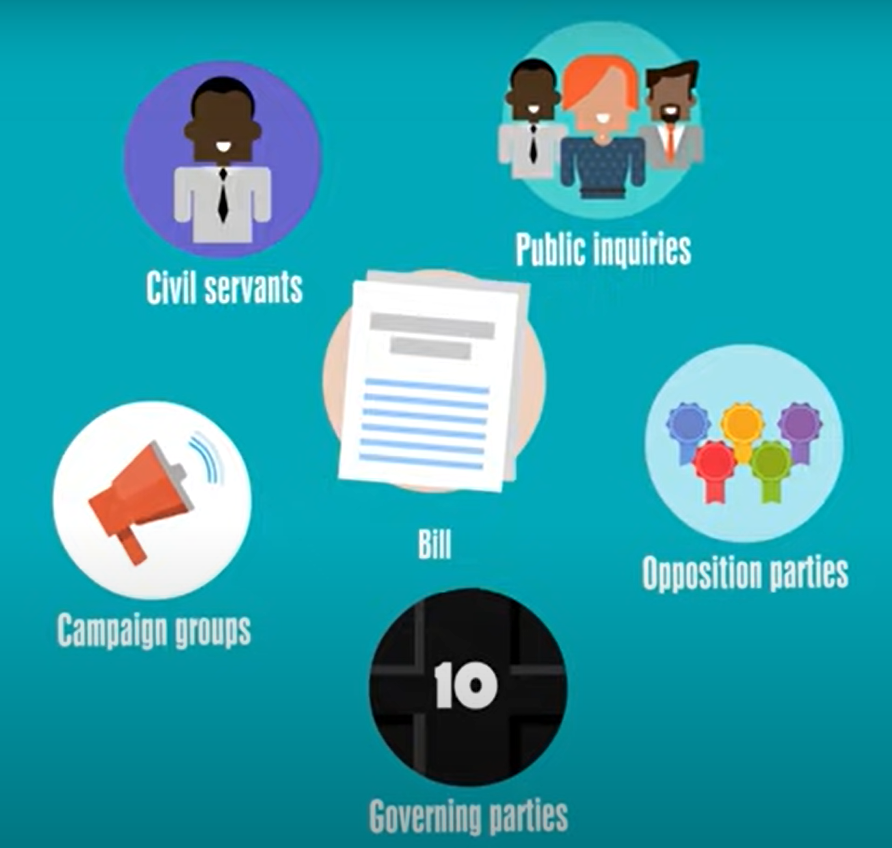 Civil servants
Public inquiries
Bill
Campaign groups
Opposition parties
10
Governing parties